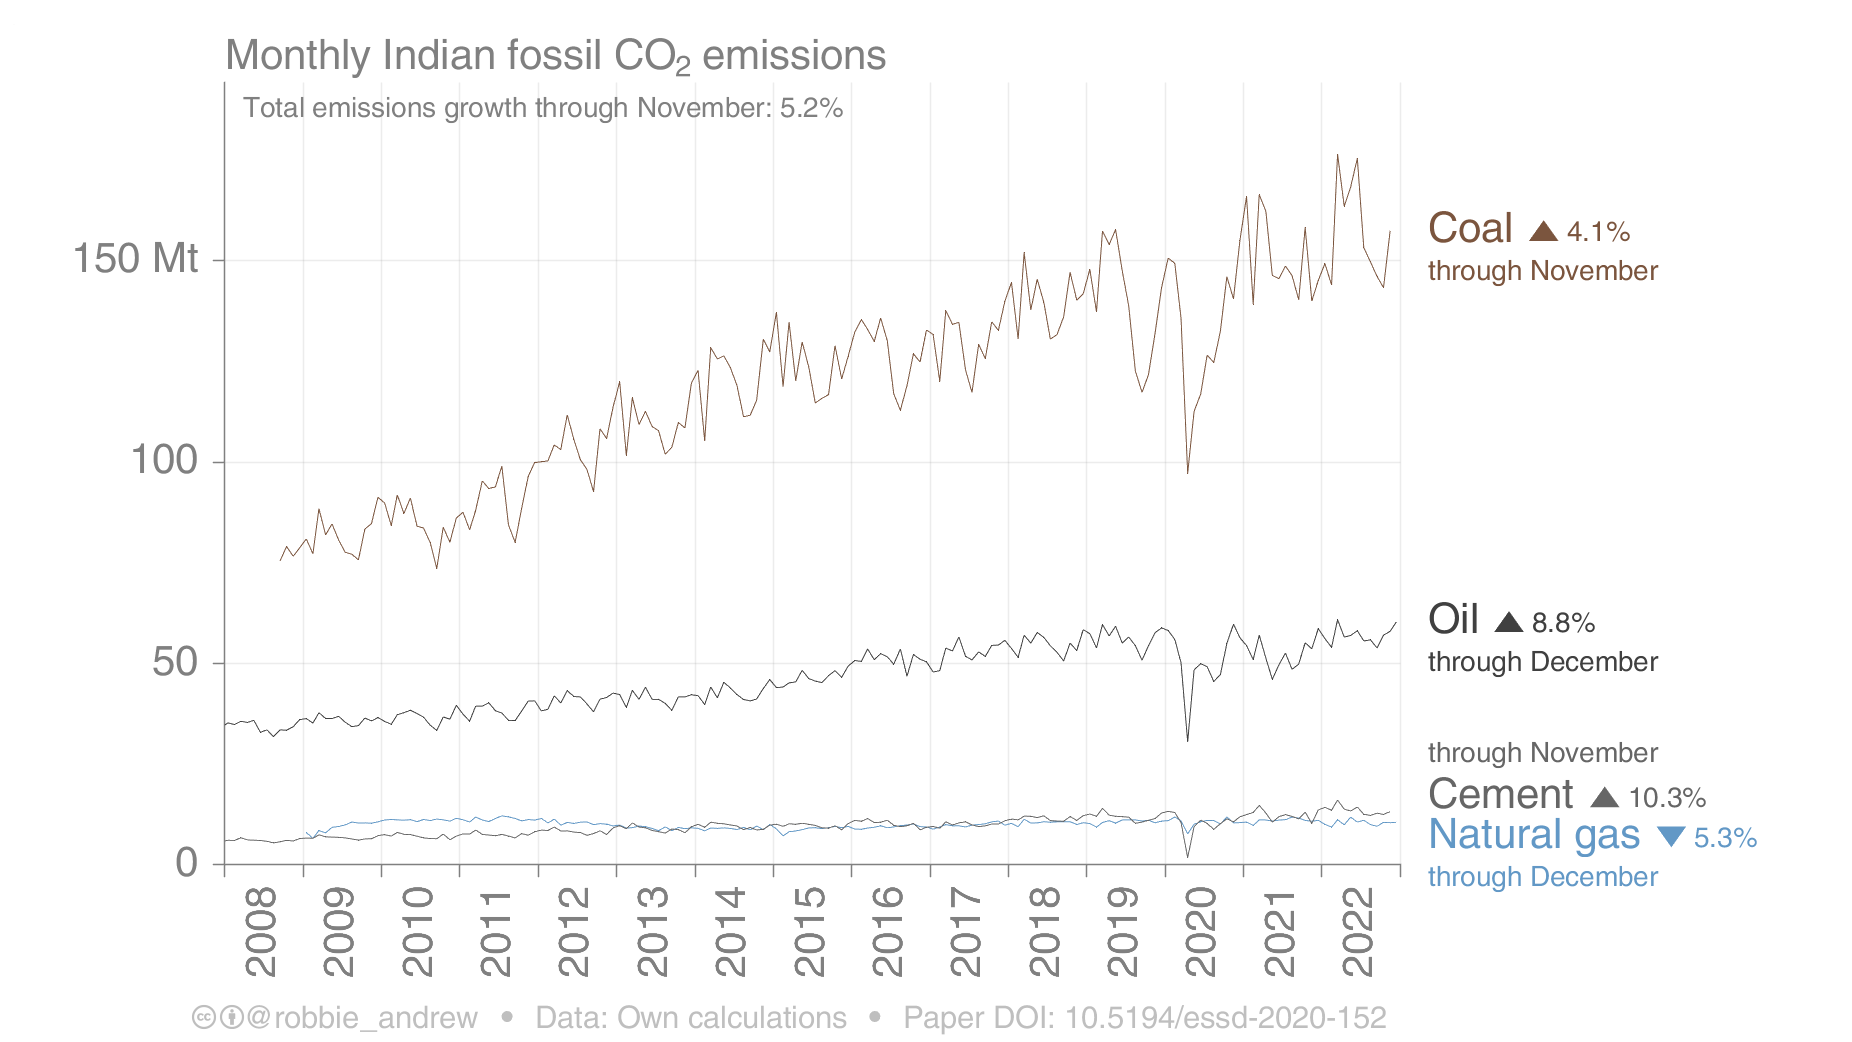 Monthly Indian fossil CO₂ emissions
Total emissions growth through November: 5.2%
150 Mt
100
50
0
2008
2009
2010
2011
2012
2013
2014
2015
2016
2017
2018
2019
2020
2021
2022
Coal ▲ 4.1%
through November
Oil ▲ 8.8%
through December
through November
Cement ▲ 10.3%
Natural gas ▼ 5.3%
through December
@robbie_andrew • Data: Own calculations • Paper DOI: 10.5194/essd-2020-152